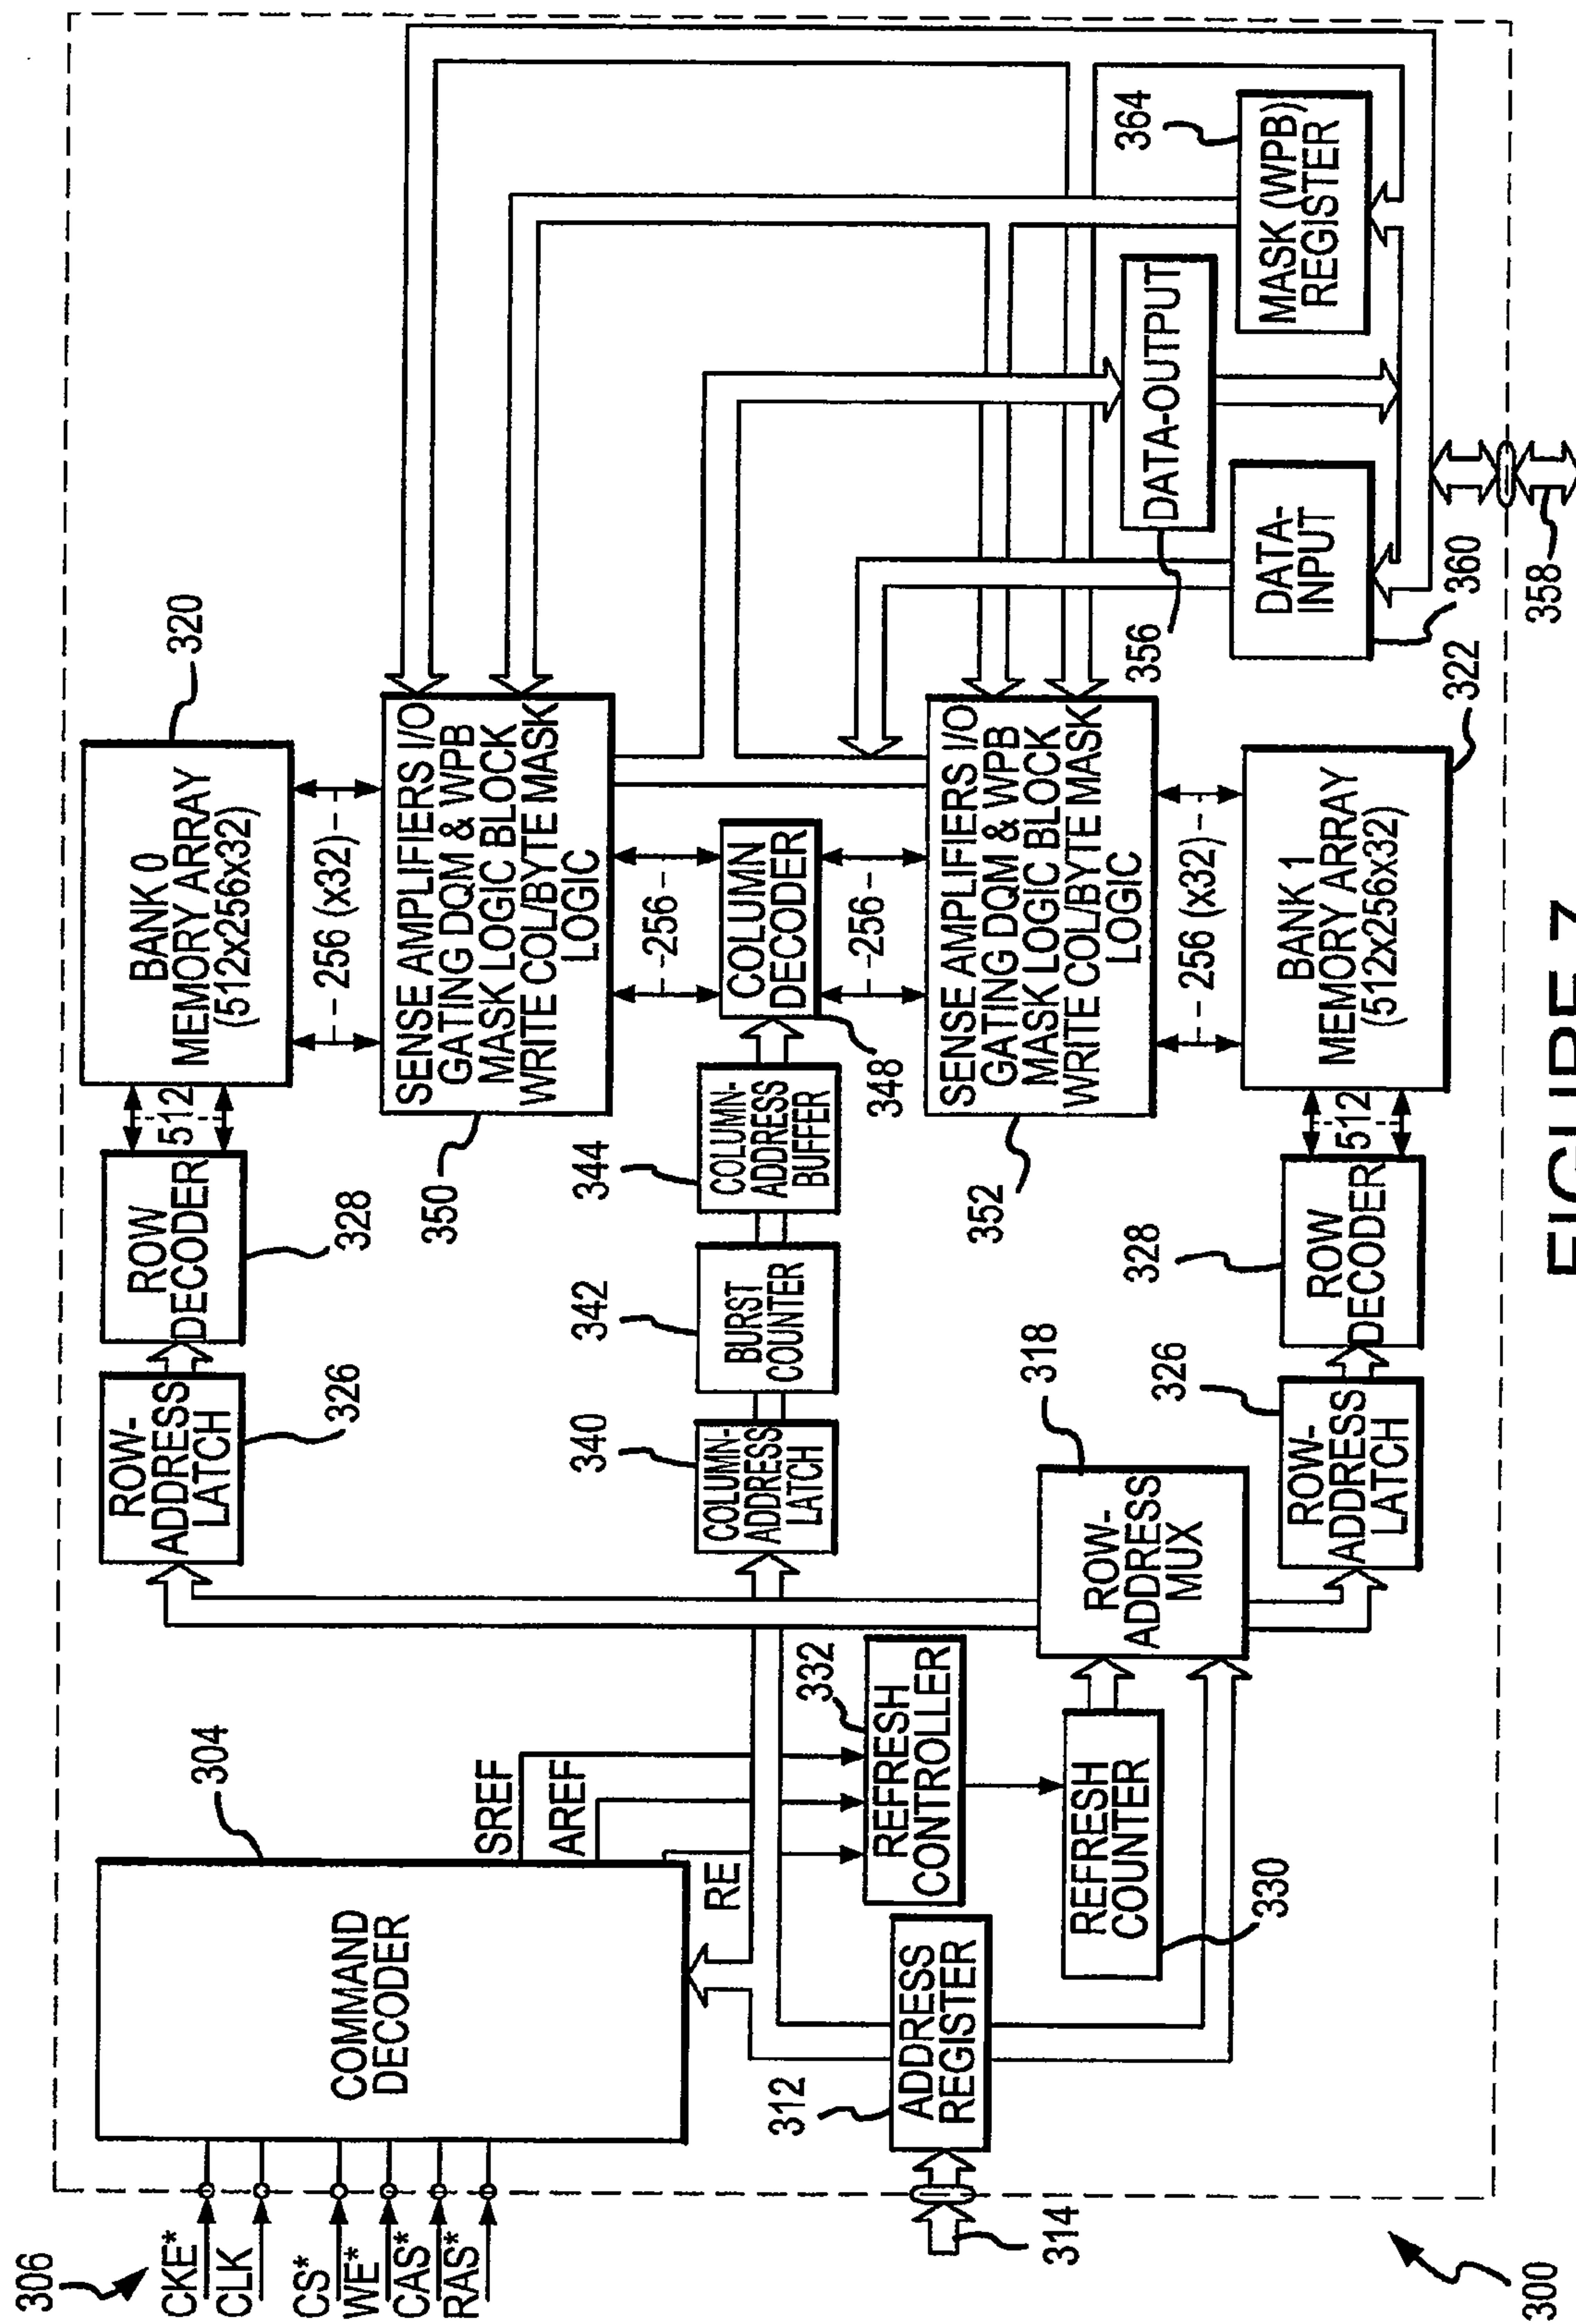 306
CKE*
CLK
CS*
WE*
CAS*
RAS*
COMMAND
DECODER
304
SREF
AREF
RE
312
ADDRESS
REGISTER
314
332
REFRESH
CONTROLLER
REFRESH
COUNTER
330
ROW-
ADDRESS
MUX
318
ROW-
ADDRESS
LATCH
326
ROW
DECODER
328
512
BANK 0
MEMORY ARRAY
(512x256x32)
320
256 (x32)
SENSE AMPLIFIERS I/O
GATING DQM & WPB
MASK LOGIC BLOCK
WRITE COL/BYTE MASK
LOGIC
350
256
COLUMN-
ADDRESS
LATCH
340
BURST
COUNTER
342
COLUMN-
ADDRESS
BUFFER
344
COLUMN
DECODER
348
256
SENSE AMPLIFIERS I/O
GATING DQM & WPB
MASK LOGIC BLOCK
WRITE COL/BYTE MASK
LOGIC
352
256 (x32)
ROW-
ADDRESS
LATCH
326
ROW
DECODER
328
512
BANK 1
MEMORY ARRAY
(512x256x32)
322
DATA-OUTPUT
356
DATA-
INPUT
360
MASK (WPB)
REGISTER
364
358
300